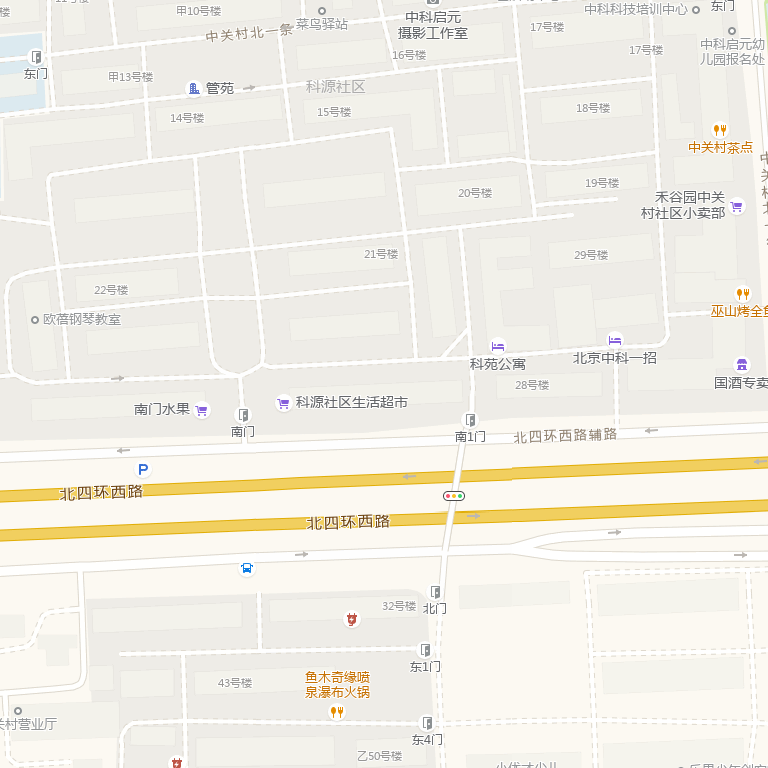 甲10号楼
菜鸟驿站
中科启元
摄影工作室
中科科技培训中心
东门
中关村北一条
17号楼
中科启元幼
儿园报名处
16号楼
17号楼
东门
甲13号楼
管苑
科源社区
14号楼
15号楼
18号楼
中关村茶点
20号楼
19号楼
禾谷园中关
村社区小卖部
21号楼
29号楼
22号楼
欧蓓钢琴教室
巫山烤全鱼
科苑公寓
北京中科一招
国酒专卖
28号楼
南门水果
科源社区生活超市
南门
南1门
北四环西路辅路
P
北四环西路
北四环西路
32号楼
北门
东1门
43号楼
鱼木奇缘喷
泉瀑布火锅
关村营业厅
东4门
乙50号楼